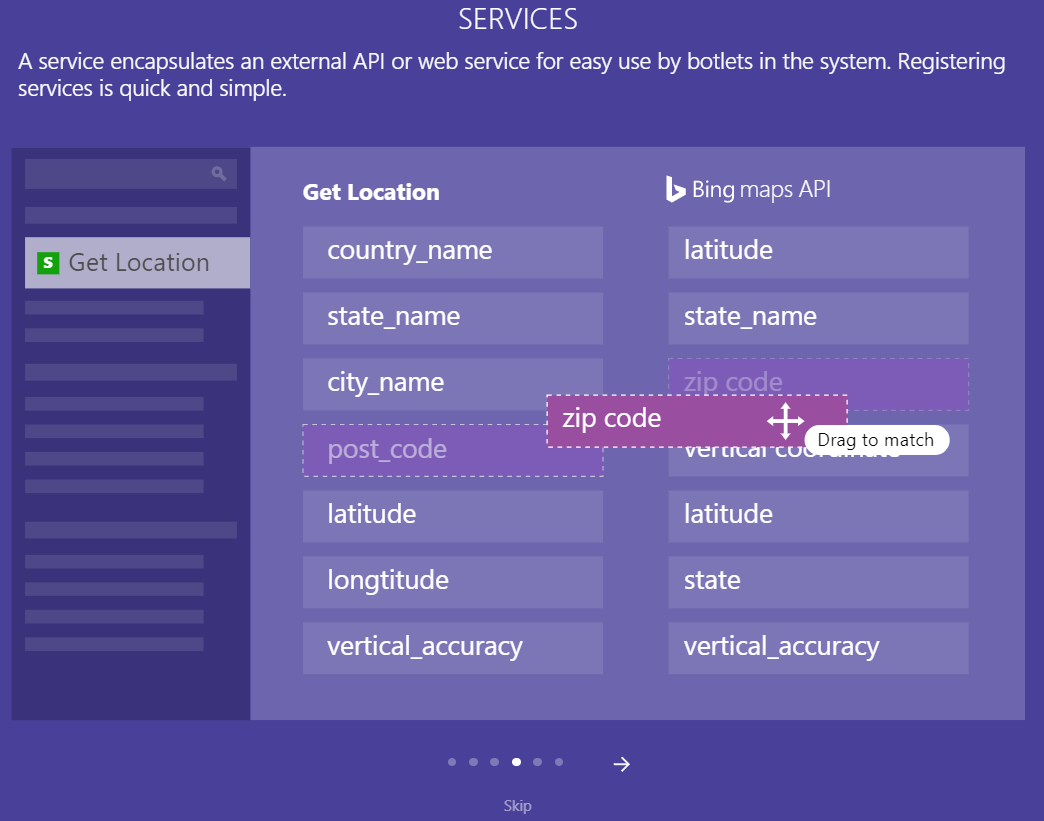 SERVICES
A service encapsulates an external API or web service for easy use by botlets in the system. Registering
services is quick and simple.
Get Location
Bing maps API
S Get Location
country_name
latitude
state_name
state_name
city_name
zip code
zip code
Drag to match
post_code
vertical coordinate
latitude
latitude
longtitude
state
vertical_accuracy
vertical_accuracy
Skip